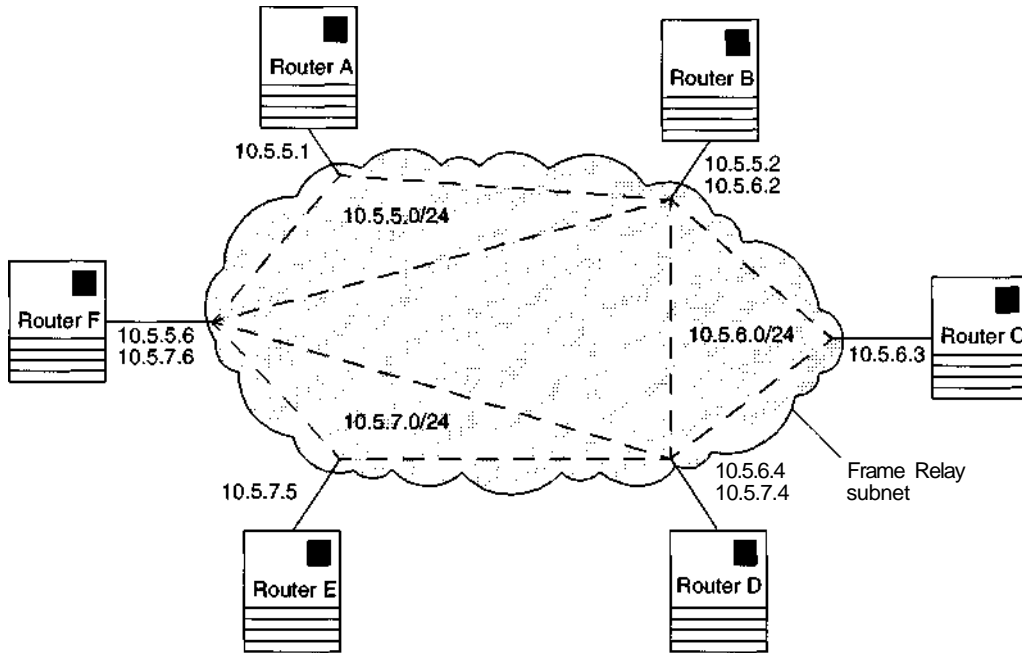 Router A
Router B
10.5.5.1
10.5.5.2
10.5.6.2
10.5.5.0/24
Router F
10.5.5.6
10.5.7.6
10.5.6.0/24
10.5.6.3
Router C
10.5.7.0/24
10.5.7.5
10.5.6.4
10.5.7.4
Frame Relay
subnet
Router E
Router D